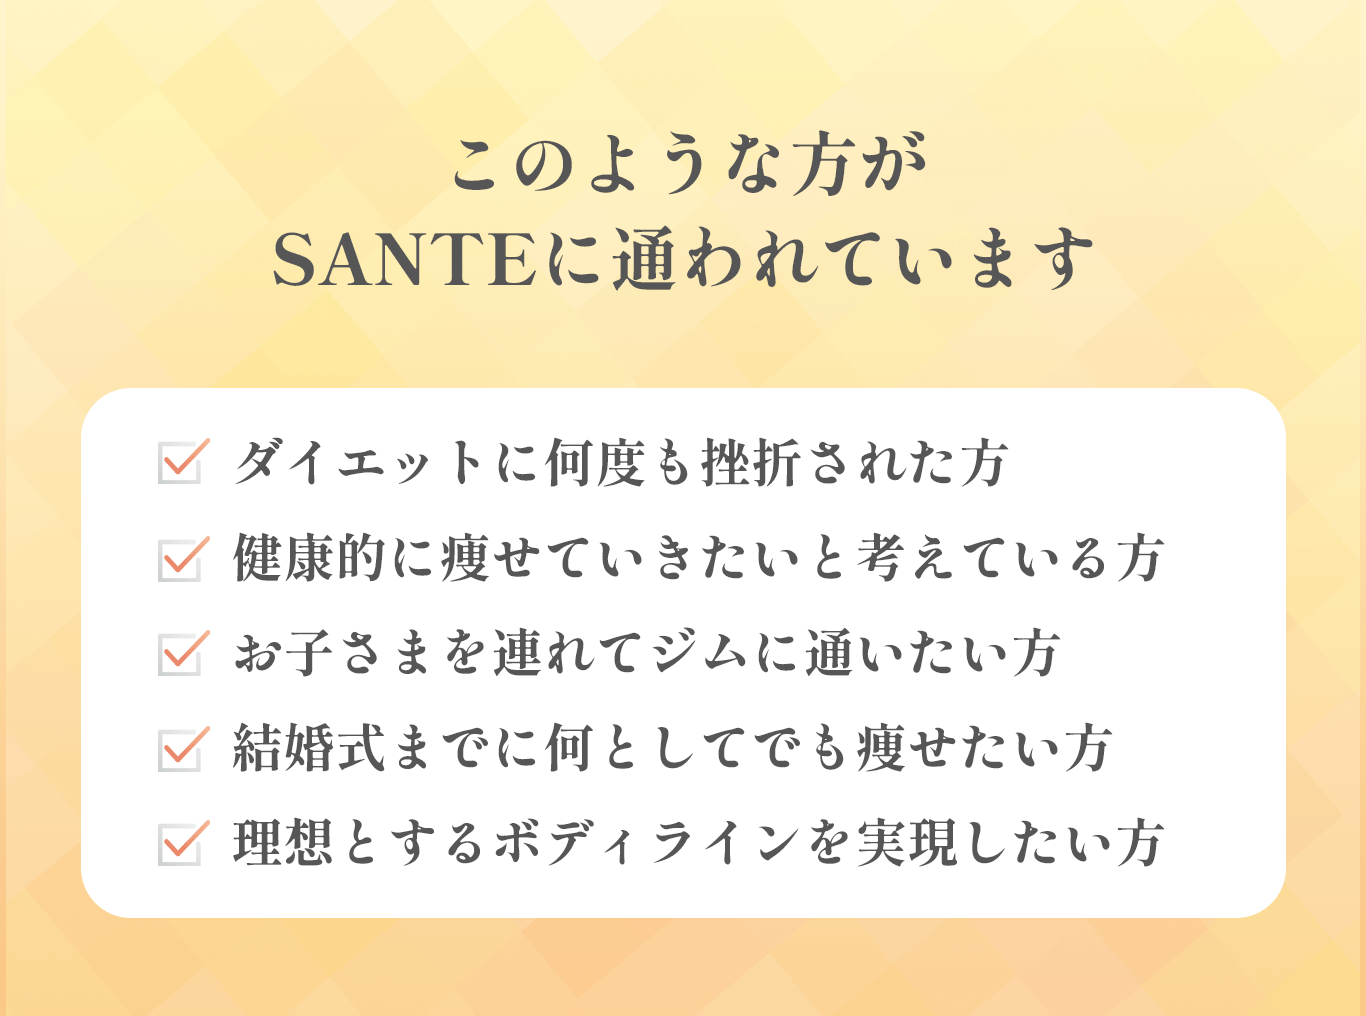 このような方が
SANTEに通われています
ダイエットに何度も挫折された方
健康的に痩せていきたいと考えている方
お子さまを連れてジムに通いたい方
結婚式までに何としてでも痩せたい方
理想とするボディラインを実現したい方